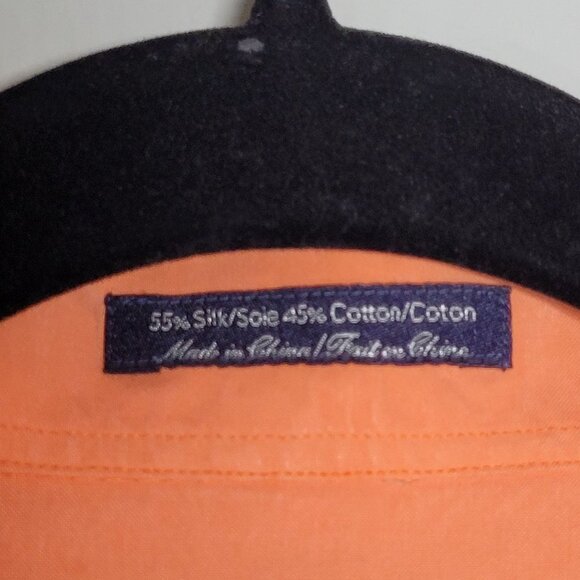 55% Silk/Soie 45% Cotton/Coton
Made in China / Fait en Chine